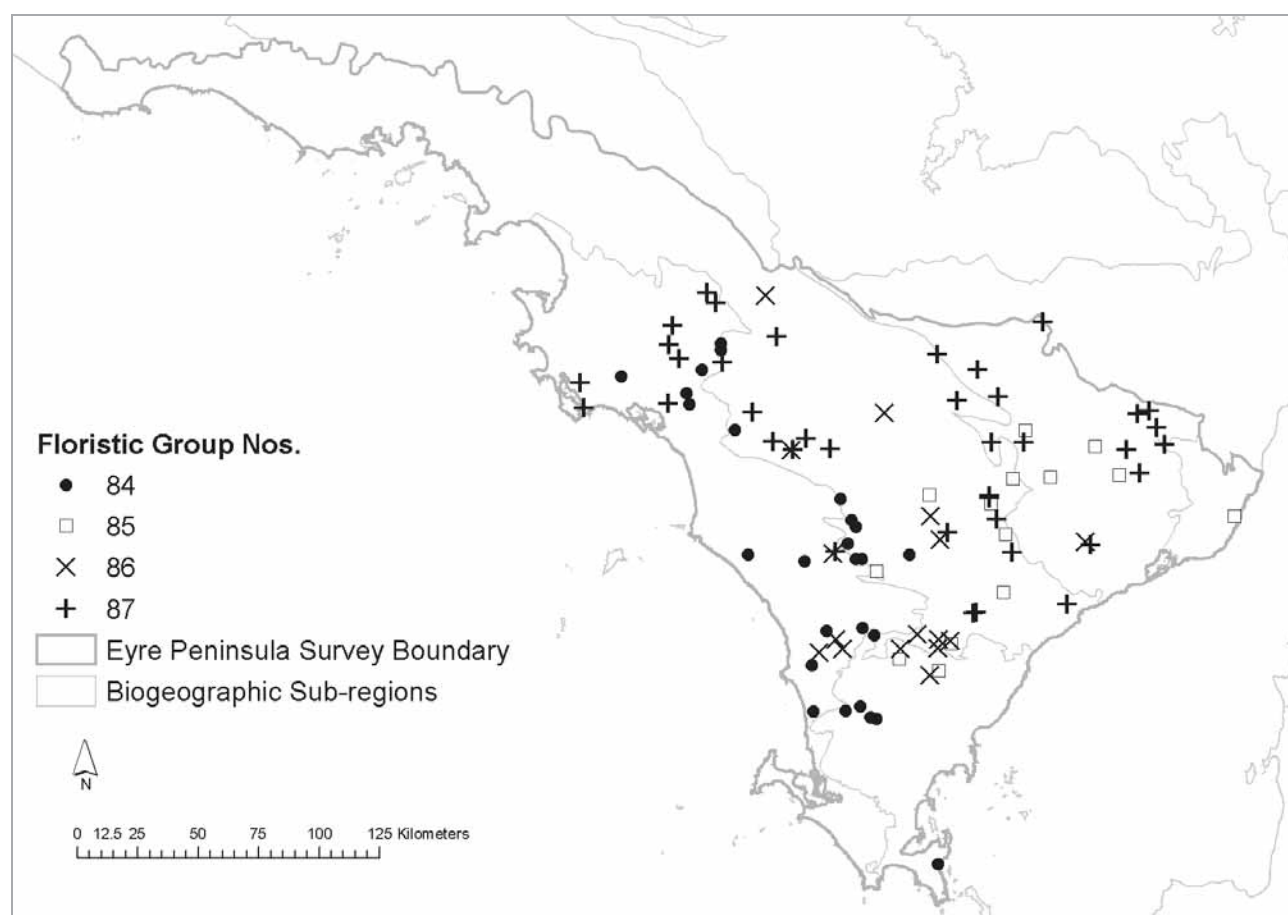 Floristic Group Nos.
84
85
86
87
Eyre Peninsula Survey Boundary
Biogeographic Sub-regions
N
0 12.5 25 50 75 100 125 Kilometers